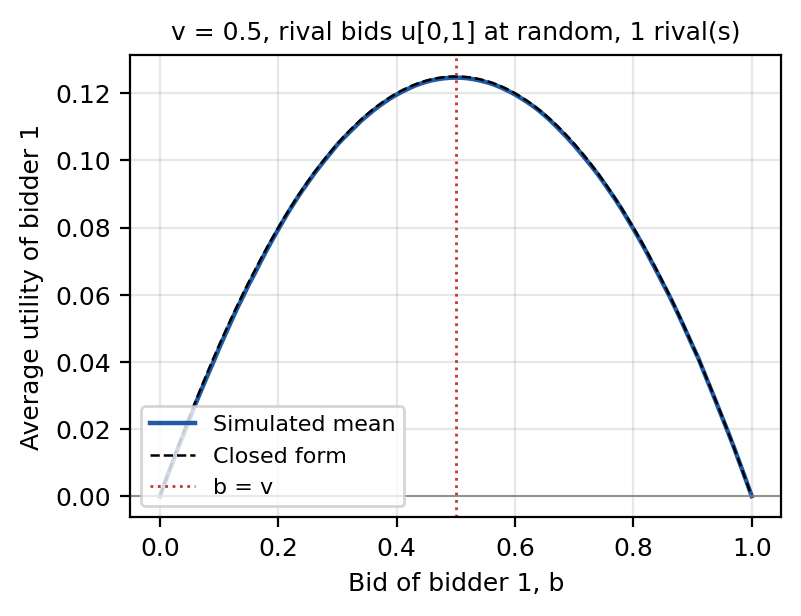 v = 0.5, rival bids u[0,1] at random, 1 rival(s)
Average utility of bidder 1
0.12
0.10
0.08
0.06
0.04
0.02
0.00
Simulated mean
Closed form
b = v
0.0 0.2 0.4 0.6 0.8 1.0
Bid of bidder 1, b